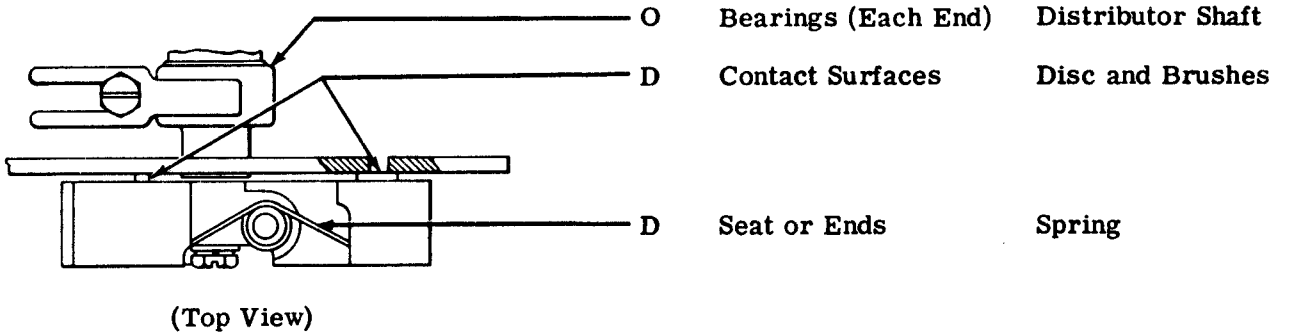 O Bearings (Each End) Distributor Shaft
D Contact Surfaces Disc and Brushes
D Seat or Ends Spring
(Top View)